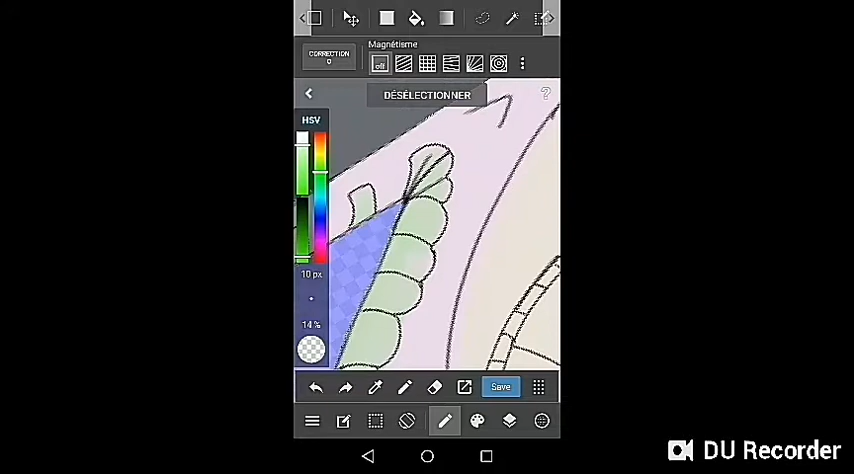 CORRECTION
0
Magnétisme
off
DÉSÉLECTIONNER
?
HSV
10 px
14%
Save
DU Recorder